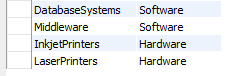 DatabaseSystems Software
Middleware Software
InkjetPrinters Hardware
LaserPrinters Hardware